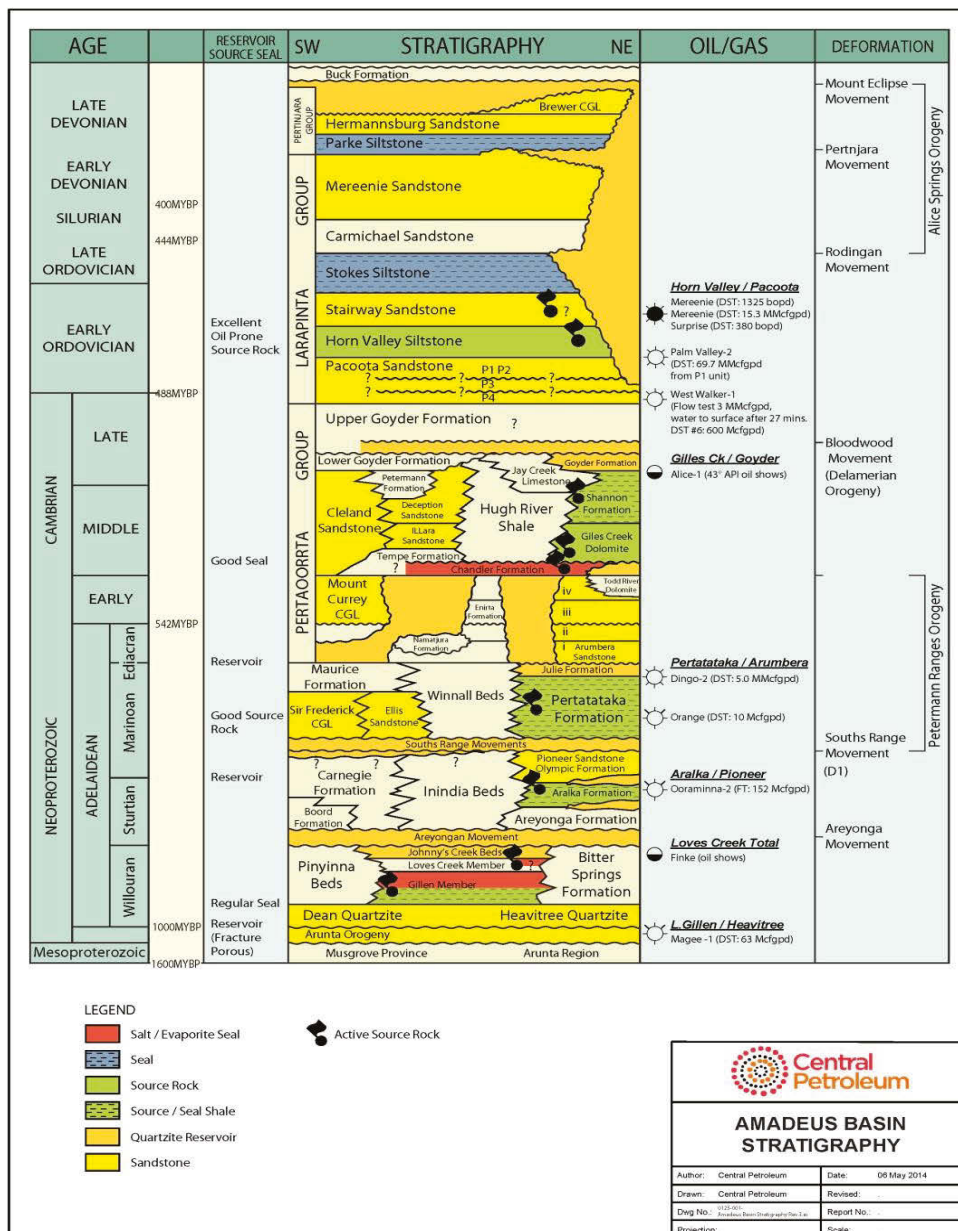 AGE
RESERVOIR
SOURCE SEAL
SW
STRATIGRAPHY
NE
OIL/GAS
DEFORMATION
LATE
DEVONIAN
EARLY
DEVONIAN
SILURIAN
LATE
ORDOVICIAN
EARLY
ORDOVICIAN
CAMBRIAN
LATE
MIDDLE
EARLY
NEOPROTEROZOIC
ADELAIDEAN
Ediacran
Marinoan
Sturtian
Willouran
Mesoproterozoic
400MYBP
444MYBP
488MYBP
542MYBP
1000MYBP
1600MYBP
Excellent
Oil Prone
Source Rock
Good Seal
Reservoir
Good Source
Rock
Reservoir
Regular Seal
Reservoir
(Fracture
Porous)
PERTINJARA
GROUP
LARAPINTA
GROUP
PERTAOORRTA
GROUP
Buck Formation
Brewer CGL
Hermannsburg Sandstone
Parke Siltstone
Mereenie Sandstone
Carmichael Sandstone
Stokes Siltstone
Stairway Sandstone
?
Horn Valley Siltstone
Pacoota Sandstone
P1 P2
? ? ? ?
P3
? ? ? ?
P4
Upper Goyder Formation
?
Lower Goyder Formation
Jay Creek
Limestone
Goyder Formation
Petermann
Formation
Cleland
Sandstone
Deception
Sandstone
Hugh River
Shale
Shannon
Formation
ILLara
Sandstone
Giles Creek
Dolomite
Tempe Formation
?
Chandler Formation
Mount
Currey
CGL
Todd River
Dolomite
iv
Eninta
Formation
iii
ii
Namatjura
Formation
i
Arumbera
Sandstone
Maurice
Formation
Julie Formation
Winnall Beds
Pertatataka
Formation
Sir Frederick
CGL
Ellis
Sandstone
Souths Range Movements
? ? ?
Carnegie
Formation
Inindia Beds
Pioneer Sandstone
Olympic Formation
Aralka Formation
Boord
Formation
Areyonga Formation
Areyongan Movement
Johnny's Creek Beds
Pinyinna
Beds
Loves Creek Member
?
Bitter
Springs
Formation
Gillen Member
Dean Quartzite
Heavitree Quartzite
Arunta Orogeny
Musgrove Province
Arunta Region
Horn Valley / Pacoota
Mereenie (DST: 1325 bopd)
Mereenie (DST: 15.3 MMcfgpd)
Surprise (DST: 380 bopd)
Palm Valley-2
(DST: 69.7 MMcfgpd
from P1 unit)
West Walker-1
(Flow test 3 MMcfgpd,
water to surface after 27 mins.
DST #6: 600 Mcfgpd)
Gilles Ck / Goyder
Alice-1 (43° API oil shows)
Pertatataka / Arumbera
Dingo-2 (DST: 5.0 MMcfgpd)
Orange (DST: 10 Mcfgpd)
Aralka / Pioneer
Ooraminna-2 (FT: 152 Mcfgpd)
Loves Creek Total
Finke (oil shows)
L.Gillen / Heavitree
Magee -1 (DST: 63 Mcfgpd)
Mount Eclipse
Movement
Pertnjara
Movement
Rodingan
Movement
Alice Springs Orogeny
Bloodwood
Movement
(Delamerian
Orogeny)
Petermann Ranges Orogeny
Souths Range
Movement
(D1)
Areyonga
Movement
LEGEND
Salt / Evaporite Seal
Seal
Source Rock
Source / Seal Shale
Quartzite Reservoir
Sandstone
Active Source Rock
Central
Petroleum
AMADEUS BASIN
STRATIGRAPHY
Author: Central Petroleum
Date: 06 May 2014
Drawn: Central Petroleum
Revised: .
Dwg No.:
Report No.: .
Projection:
Scale: